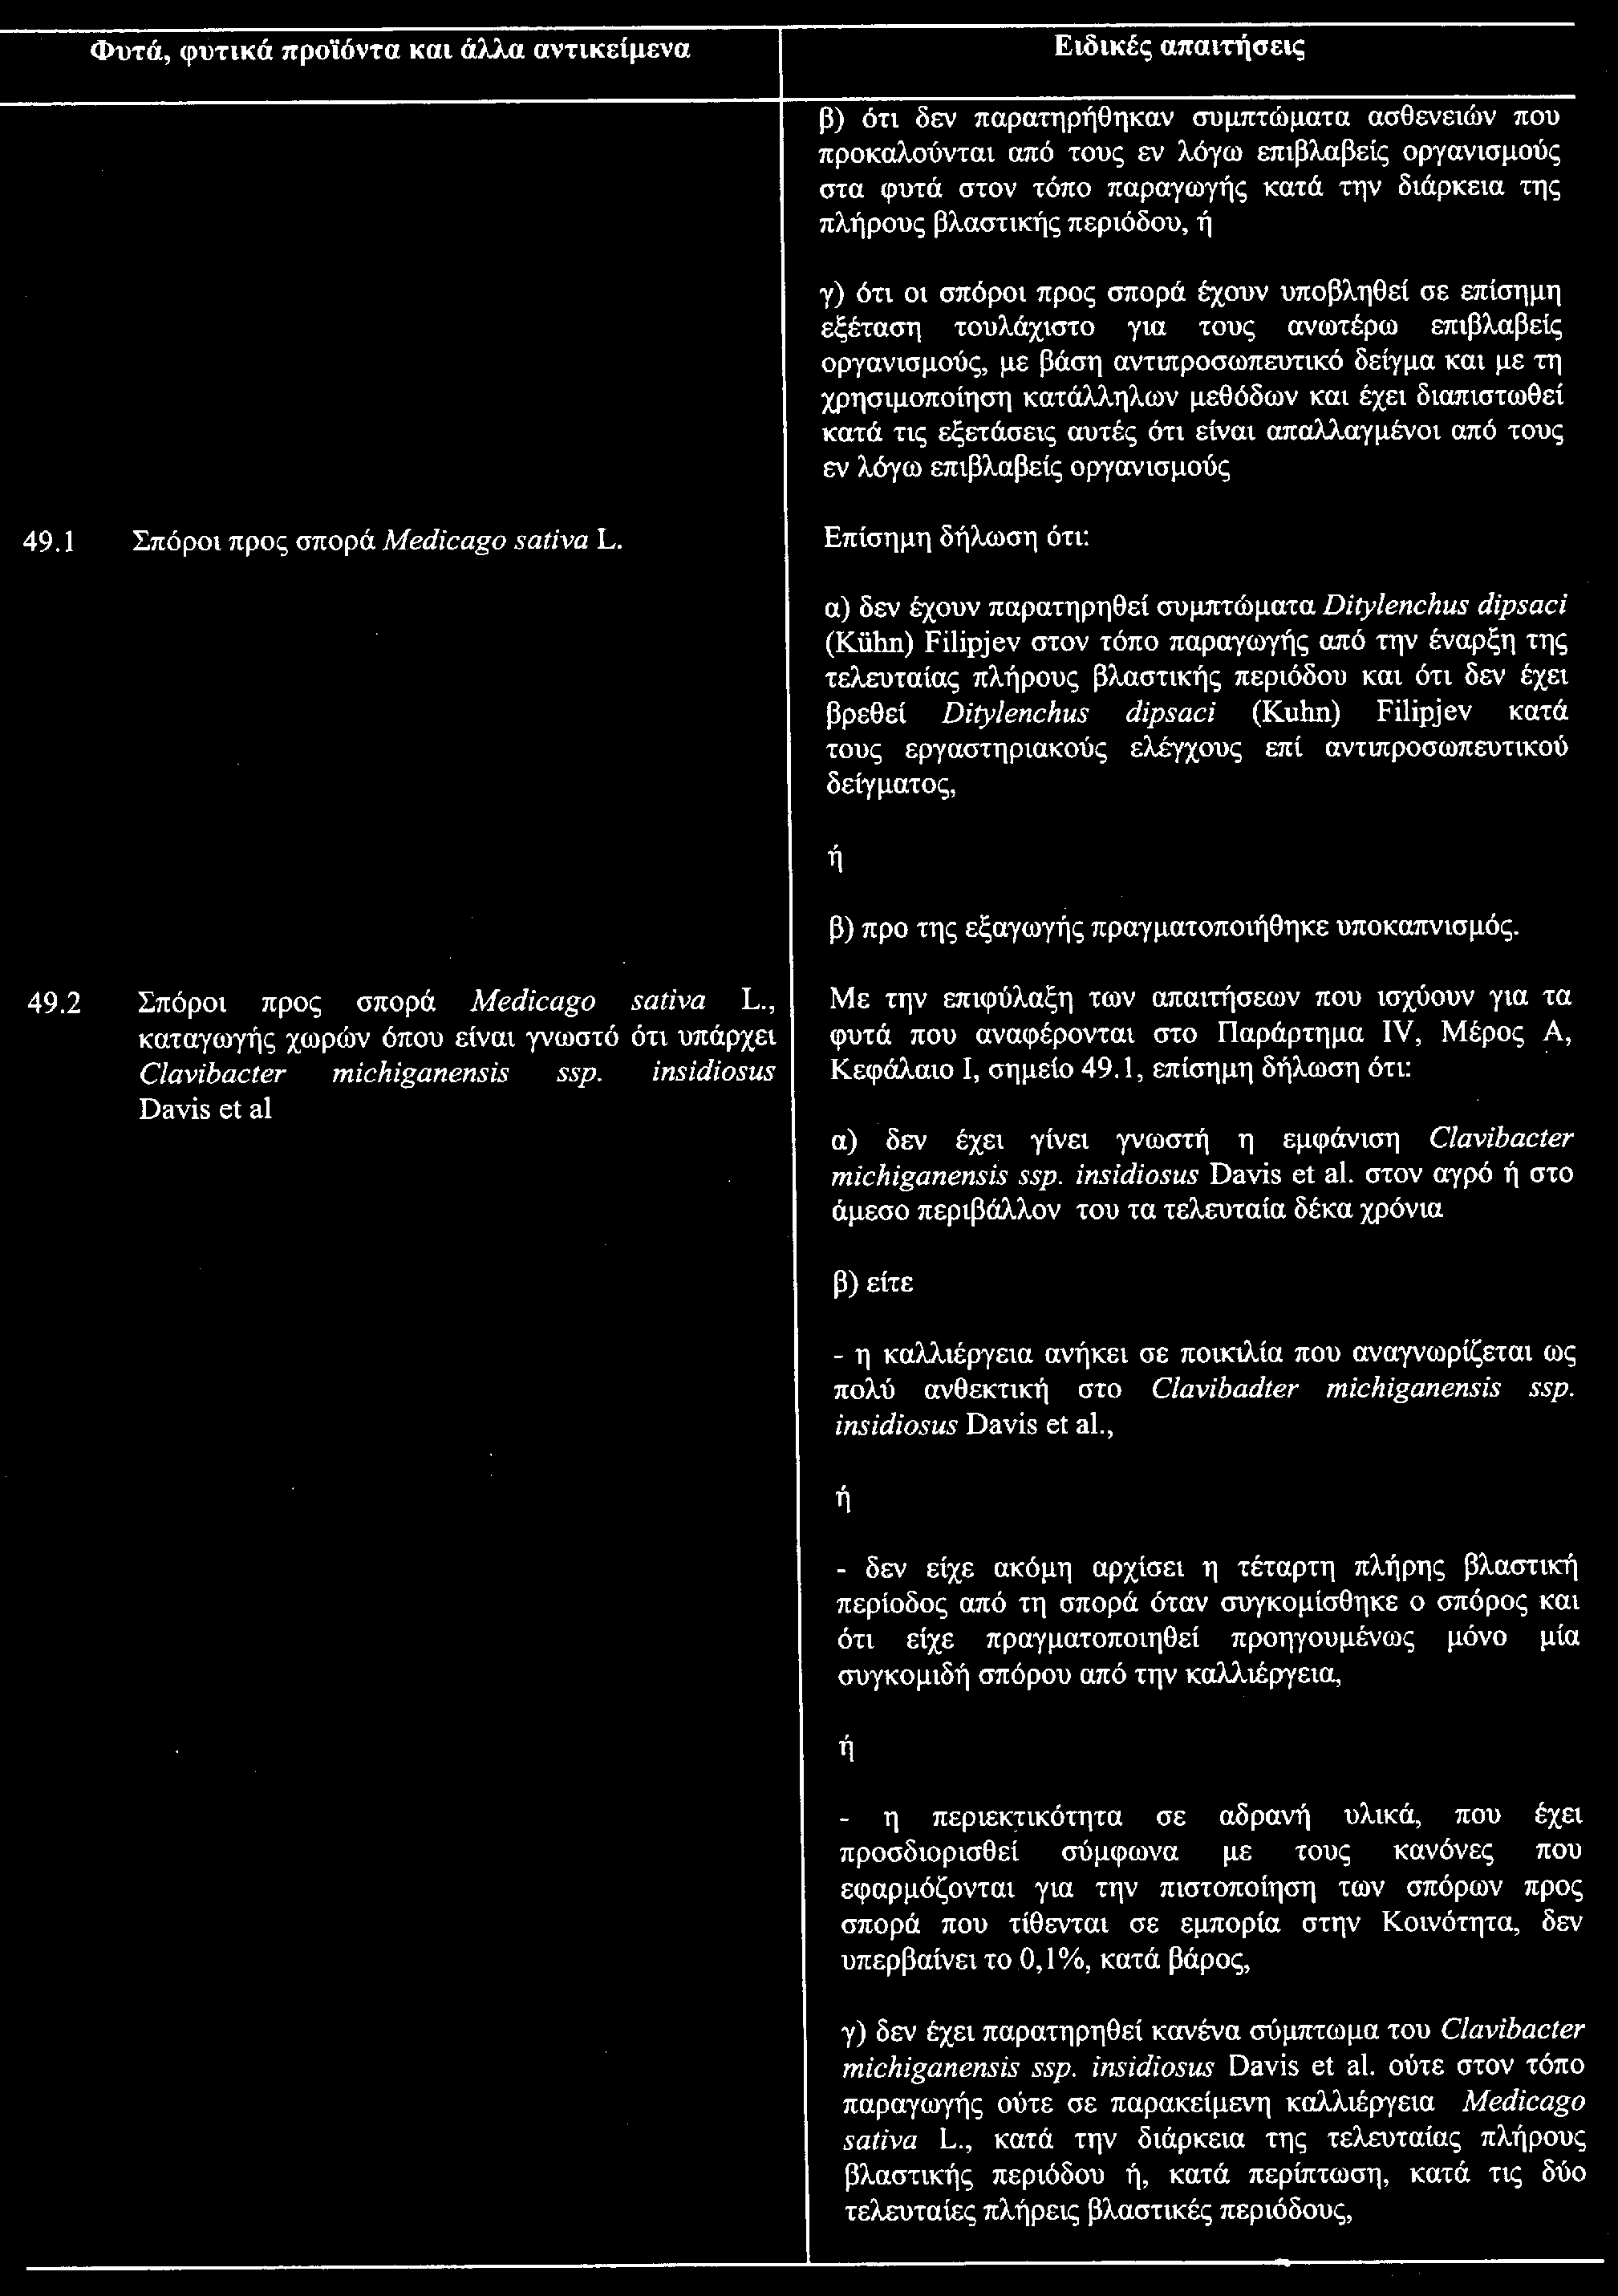 Φυτά, φυτικά προϊόντα και άλλα αντικείμενα
Ειδικές απαιτήσεις
β) ότι δεν παρατηρήθηκαν συμπτώματα ασθενειών που
προκαλούνται από τους εν λόγω επιβλαβείς οργανισμούς
στα φυτά στον τόπο παραγωγής κατά την διάρκεια της
πλήρους βλαστικής περιόδου, ή
γ) ότι οι σπόροι προς σπορά έχουν υποβληθεί σε επίσημη
εξέταση τουλάχιστο για τους ανωτέρω επιβλαβείς
οργανισμούς, με βάση αντιπροσωπευτικό δείγμα και με τη
χρησιμοποίηση κατάλληλων μεθόδων και έχει διαπιστωθεί
κατά τις εξετάσεις αυτές ότι είναι απαλλαγμένοι από τους
εν λόγω επιβλαβείς οργανισμούς
49.1 Σπόροι προς σπορά Medicago sativa L.
Επίσημη δήλωση ότι:
α) δεν έχουν παρατηρηθεί συμπτώματα Ditylenchus dipsaci
(Kühn) Filipjev στον τόπο παραγωγής από την έναρξη της
τελευταίας πλήρους βλαστικής περιόδου και ότι δεν έχει
βρεθεί Ditylenchus dipsaci (Kuhn) Filipjev κατά
τους εργαστηριακούς ελέγχους επί αντιπροσωπευτικού
δείγματος,
ή
β) προ της εξαγωγής πραγματοποιήθηκε υποκαπνισμός.
49.2 Σπόροι προς σπορά Medicago sativa L.,
καταγωγής χωρών όπου είναι γνωστό ότι υπάρχει
Clavibacter michiganensis ssp. insidiosus
Davis et al
Με την επιφύλαξη των απαιτήσεων που ισχύουν για τα
φυτά που αναφέρονται στο Παράρτημα IV, Μέρος Α,
Κεφάλαιο Ι, σημείο 49.1, επίσημη δήλωση ότι:
α) δεν έχει γίνει γνωστή η εμφάνιση Clavibacter
michiganensis ssp. insidiosus Davis et al. στον αγρό ή στο
άμεσο περιβάλλον του τα τελευταία δέκα χρόνια
β) είτε
- η καλλιέργεια ανήκει σε ποικιλία που αναγνωρίζεται ως
πολύ ανθεκτική στο Clavibadter michiganensis ssp.
insidiosus Davis et al.,
ή
- δεν είχε ακόμη αρχίσει η τέταρτη πλήρης βλαστική
περίοδος από τη σπορά όταν συγκομίσθηκε ο σπόρος και
ότι είχε πραγματοποιηθεί προηγουμένως μόνο μία
συγκομιδή σπόρου από την καλλιέργεια,
ή
- η περιεκτικότητα σε αδρανή υλικά, που έχει
προσδιορισθεί σύμφωνα με τους κανόνες που
εφαρμόζονται για την πιστοποίηση των σπόρων προς
σπορά που τίθενται σε εμπορία στην Κοινότητα, δεν
υπερβαίνει το 0,1%, κατά βάρος,
γ) δεν έχει παρατηρηθεί κανένα σύμπτωμα του Clavibacter
michiganensis ssp. insidiosus Davis et al. ούτε στον τόπο
παραγωγής ούτε σε παρακείμενη καλλιέργεια Medicago
sativa L., κατά την διάρκεια της τελευταίας πλήρους
βλαστικής περιόδου ή, κατά περίπτωση, κατά τις δύο
τελευταίες πλήρεις βλαστικές περιόδους,